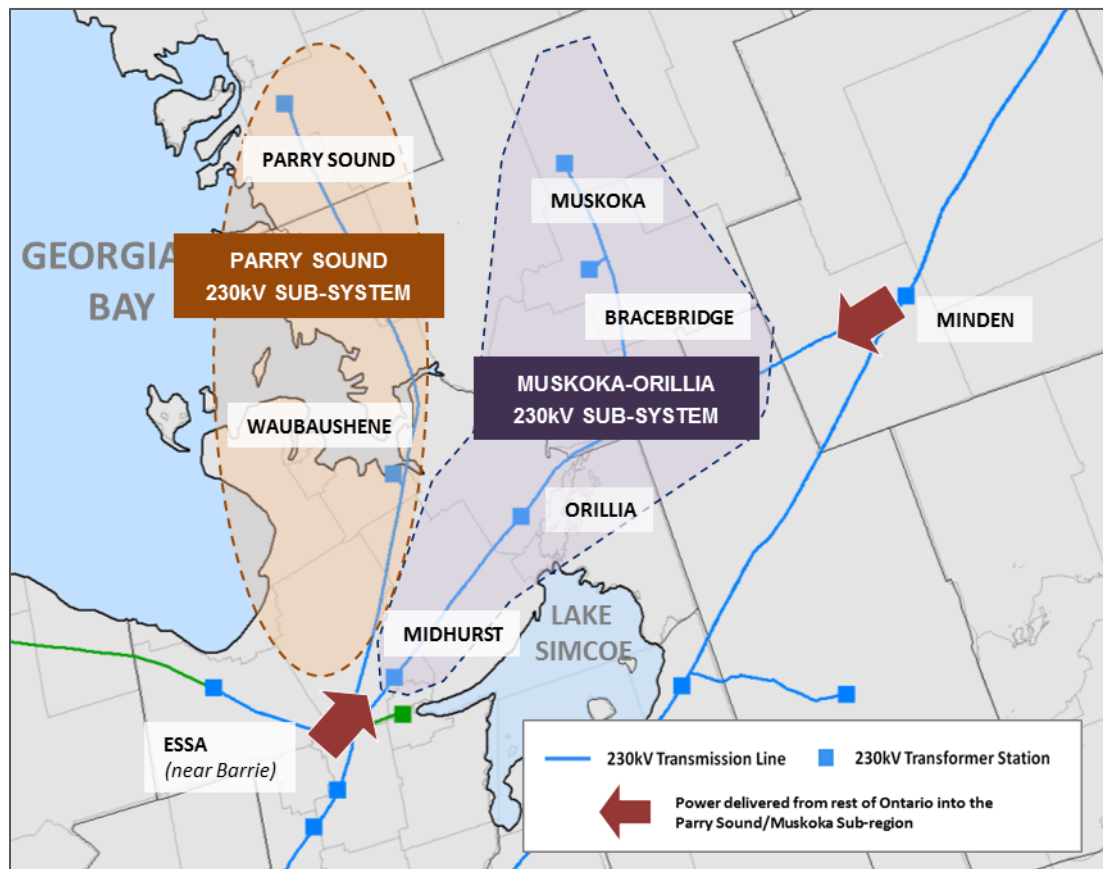 PARRY SOUND
MUSKOKA
GEORGIA
BAY
PARRY SOUND
230kV SUB-SYSTEM
BRACEBRIDGE
MINDEN
MUSKOKA-ORILLIA
230kV SUB-SYSTEM
WAUBAUSHENE
ORILLIA
MIDHURST
LAKE
SIMCOE
ESSA
(near Barrie)
230kV Transmission Line
230kV Transformer Station
Power delivered from rest of Ontario into the
Parry Sound/Muskoka Sub-region